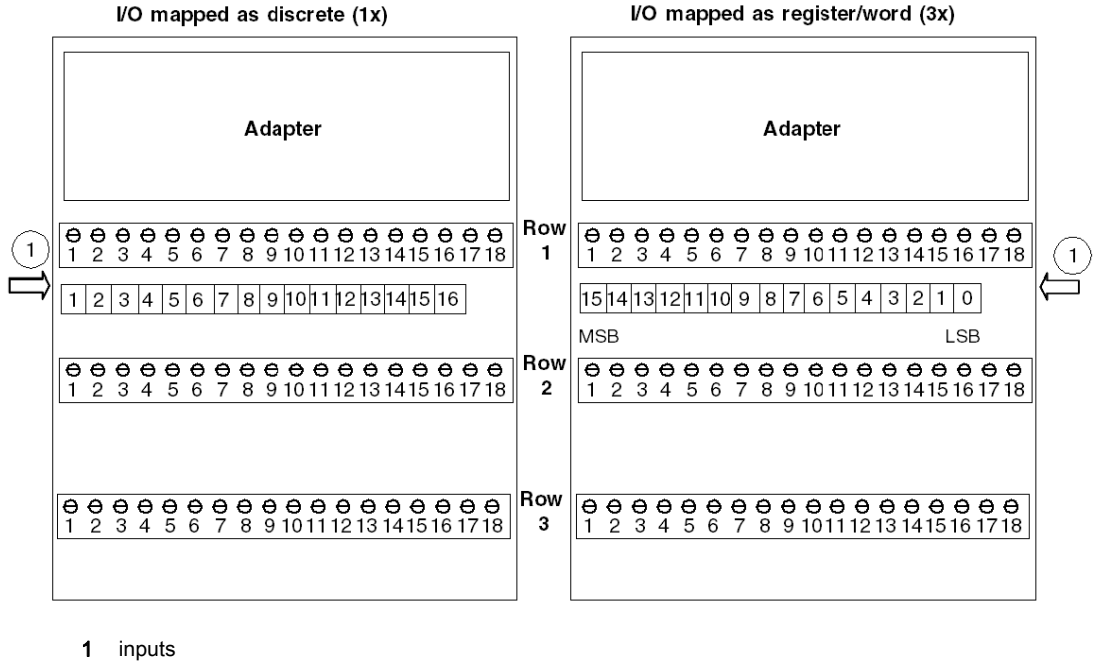 I/O mapped as discrete (1x)
I/O mapped as register/word (3x)
Adapter
Adapter
1
1 2 3 4 5 6 7 8 9 10 11 12 13 14 15 16 17 18
Row
1
1 2 3 4 5 6 7 8 9 10 11 12 13 14 15 16 17 18
1
1 2 3 4 5 6 7 8 9 10 11 12 13 14 15 16
15 14 13 12 11 10 9 8 7 6 5 4 3 2 1 0
MSB
LSB
1 2 3 4 5 6 7 8 9 10 11 12 13 14 15 16 17 18
Row
2
1 2 3 4 5 6 7 8 9 10 11 12 13 14 15 16 17 18
1 2 3 4 5 6 7 8 9 10 11 12 13 14 15 16 17 18
Row
3
1 2 3 4 5 6 7 8 9 10 11 12 13 14 15 16 17 18
1 inputs